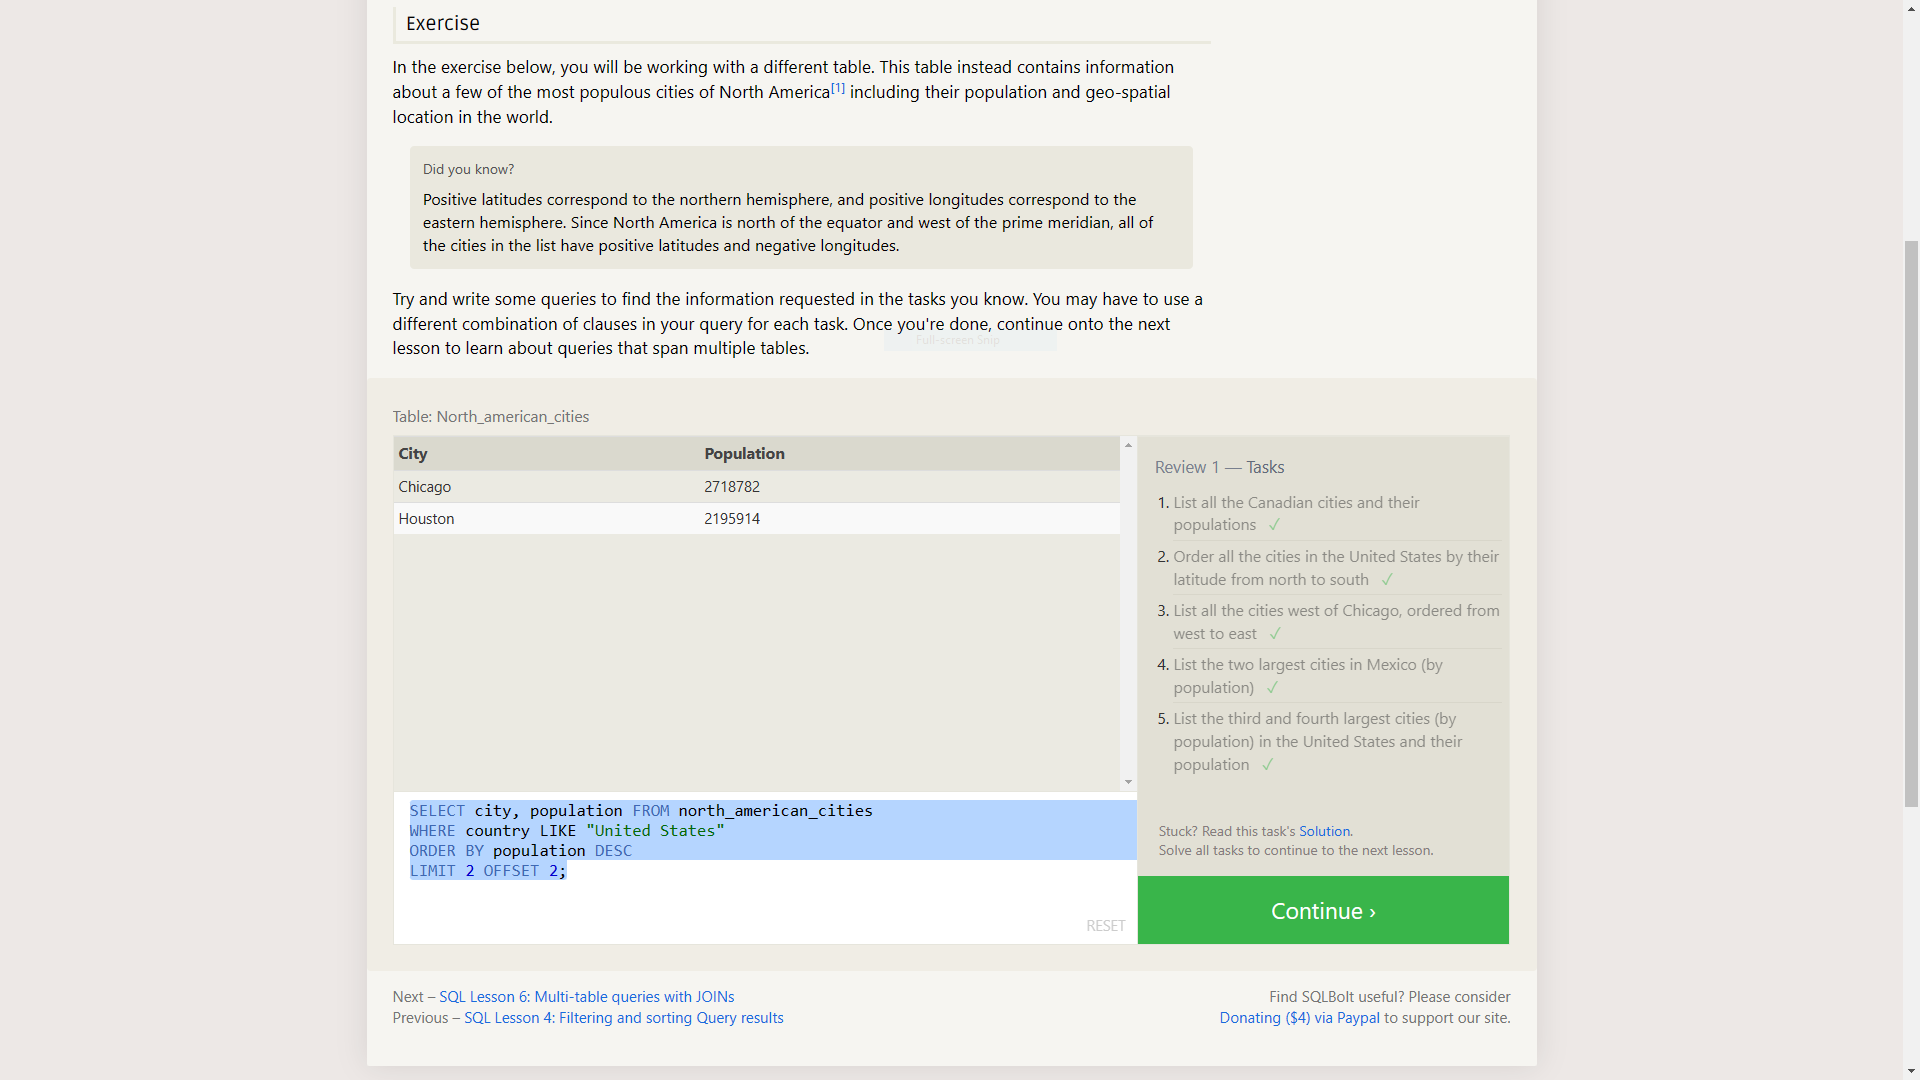 Exercise
In the exercise below, you will be working with a different table. This table instead contains information
about a few of the most populous cities of North America[1] including their population and geo-spatial
location in the world.
Did you know?
Positive latitudes correspond to the northern hemisphere, and positive longitudes correspond to the
eastern hemisphere. Since North America is north of the equator and west of the prime meridian, all of
the cities in the list have positive latitudes and negative longitudes.
Try and write some queries to find the information requested in the tasks you know. You may have to use a
different combination of clauses in your query for each task. Once you're done, continue onto the next
lesson to learn about queries that span multiple tables.
Full-screen Snip
Table: North_american_cities
City Population
Chicago 2718782
Houston 2195914
SELECT city, population FROM north_american_cities
WHERE country LIKE "United States"
ORDER BY population DESC
LIMIT 2 OFFSET 2;
RESET
Review 1 — Tasks
1. List all the Canadian cities and their
populations ✓
2. Order all the cities in the United States by their
latitude from north to south ✓
3. List all the cities west of Chicago, ordered from
west to east ✓
4. List the two largest cities in Mexico (by
population) ✓
5. List the third and fourth largest cities (by
population) in the United States and their
population ✓
Stuck? Read this task's Solution.
Solve all tasks to continue to the next lesson.
Continue ›
Next – SQL Lesson 6: Multi-table queries with JOINs
Previous – SQL Lesson 4: Filtering and sorting Query results
Find SQLBolt useful? Please consider
Donating ($4) via Paypal to support our site.